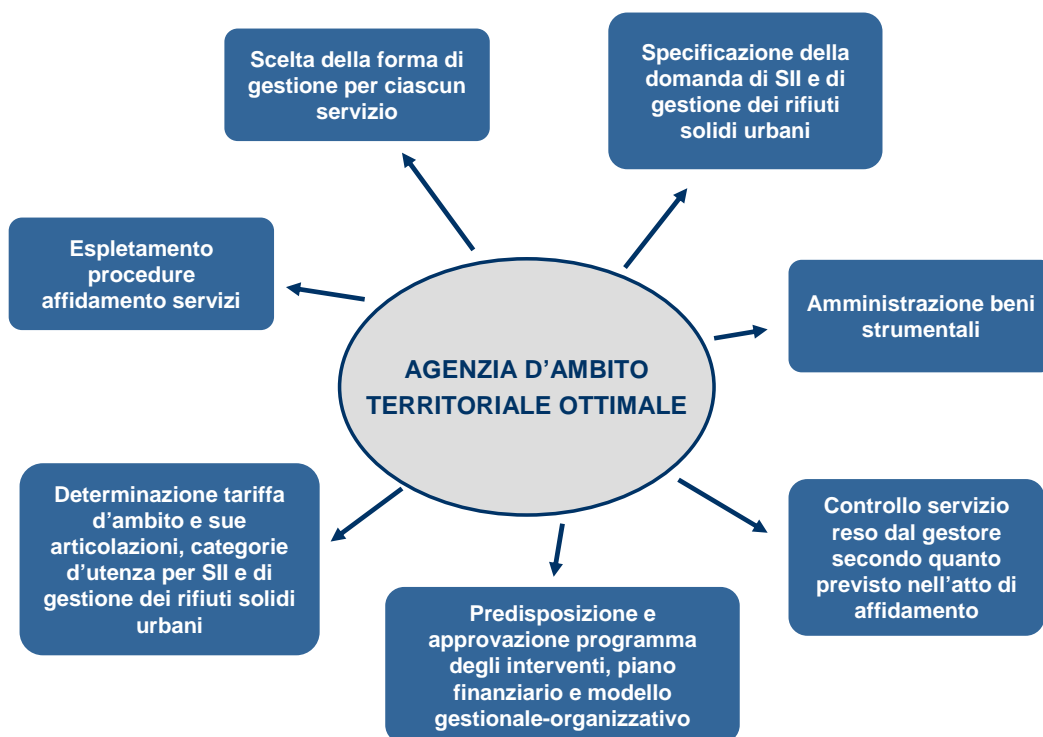 Scelta della forma di
gestione per ciascun
servizio
Specificazione della
domanda di SII e di
gestione dei rifiuti
solidi urbani
Espletamento
procedure
affidamento servizi
Amministrazione beni
strumentali
AGENZIA D’AMBITO
TERRITORIALE OTTIMALE
Determinazione tariffa
d’ambito e sue
articolazioni, categorie
d’utenza per SII e di
gestione dei rifiuti solidi
urbani
Controllo servizio
reso dal gestore
secondo quanto
previsto nell’atto di
affidamento
Predisposizione e
approvazione programma
degli interventi, piano
finanziario e modello
gestionale-organizzativo